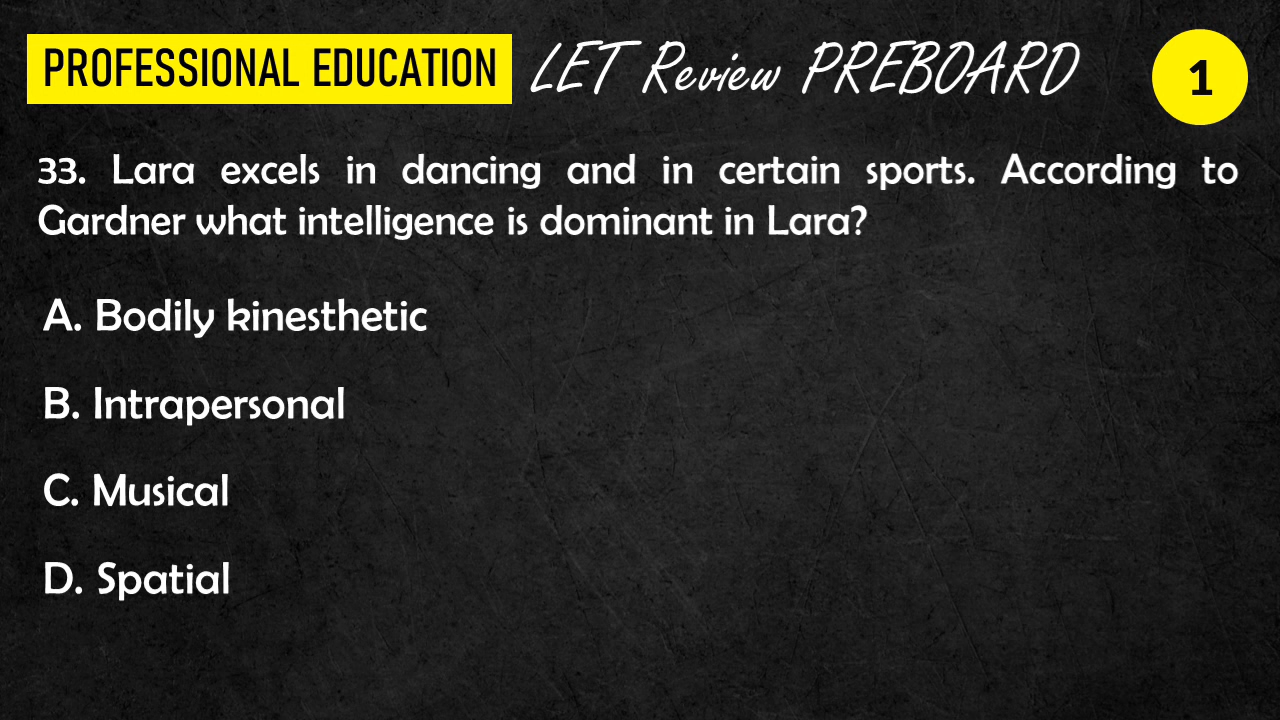 PROFESSIONAL EDUCATION LET Review PREBOARD 1
33. Lara excels in dancing and in certain sports. According to
Gardner what intelligence is dominant in Lara?
A. Bodily kinesthetic
B. Intrapersonal
C. Musical
D. Spatial